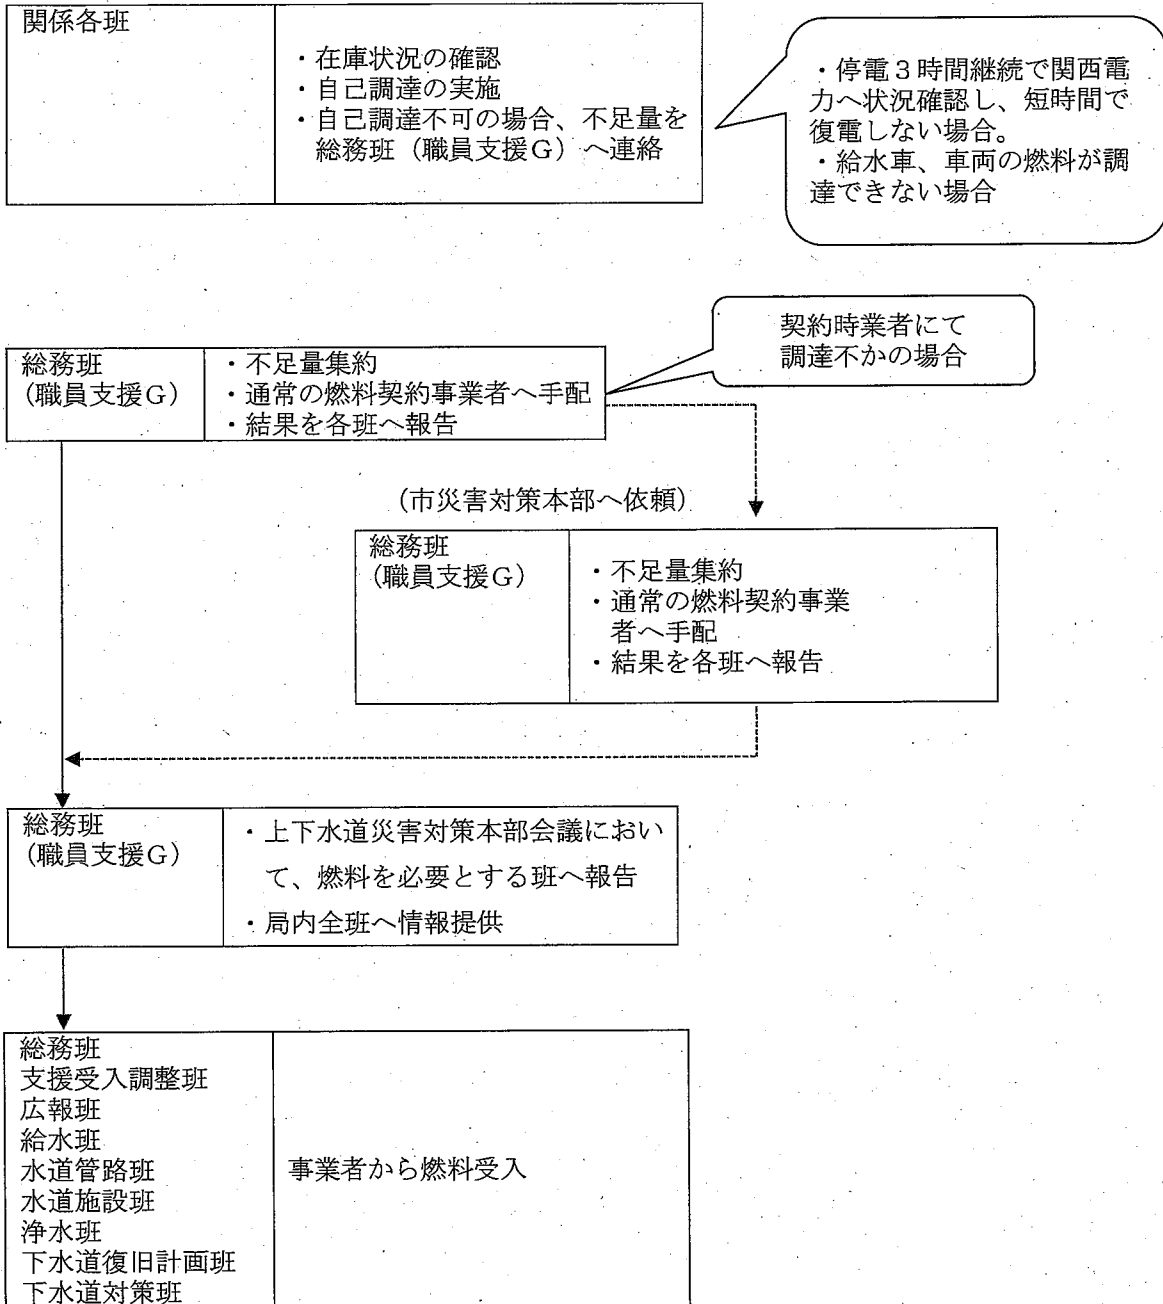 関係各班
・在庫状況の確認
・自己調達の実施
・自己調達不可の場合、不足量を
総務班（職員支援G）へ連絡
・停電３時間継続で関西電
力へ状況確認し、短時間で
復電しない場合。
・給水車、車両の燃料が調
達できない場合
契約時業者にて
調達不かの場合
総務班
(職員支援G)
・不足量集約
・通常の燃料契約事業者へ手配
・結果を各班へ報告
(市災害対策本部へ依頼)
総務班
(職員支援G)
・不足量集約
・通常の燃料契約事業
者へ手配
・結果を各班へ報告
総務班
(職員支援G)
・上下水道災害対策本部会議におい
て、燃料を必要とする班へ報告
・局内全班へ情報提供
総務班
支援受入調整班
広報班
給水班
水道管路班
水道施設班
浄水班
下水道復旧計画班
下水道対策班
事業者から燃料受入